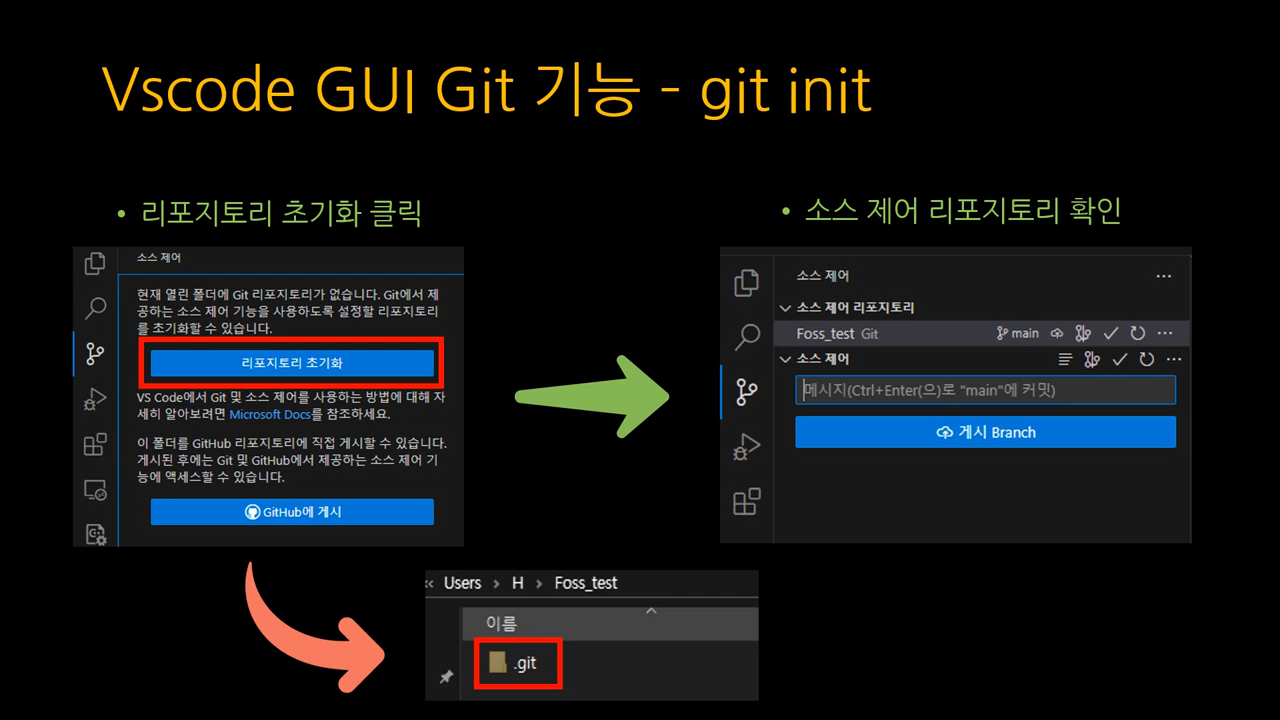 Vscode GUI Git 기능 - git init
• 리포지토리 초기화 클릭
소스 제어
현재 열린 폴더에 Git 리포지토리가 없습니다. Git에서 제
공하는 소스 제어 기능을 사용하도록 설정할 리포지토리
를 초기화할 수 있습니다.
리포지토리 초기화
VS Code에서 Git 및 소스 제어를 사용하는 방법에 대해 자
세히 알아보려면 Microsoft Docs를 참조하세요.
이 폴더를 GitHub 리포지토리에 직접 게시할 수 있습니다.
게시된 후에는 Git 및 GitHub에서 제공하는 소스 제어 기
능에 액세스할 수 있습니다.
GitHub에 게시
• 소스 제어 리포지토리 확인
소스 제어 ...
소스 제어 리포지토리
Foss_test Git main ...
소스 제어 ...
메시지(Ctrl+Enter(으)로 "main"에 커밋)
게시 Branch
« Users > H > Foss_test
이름
.git